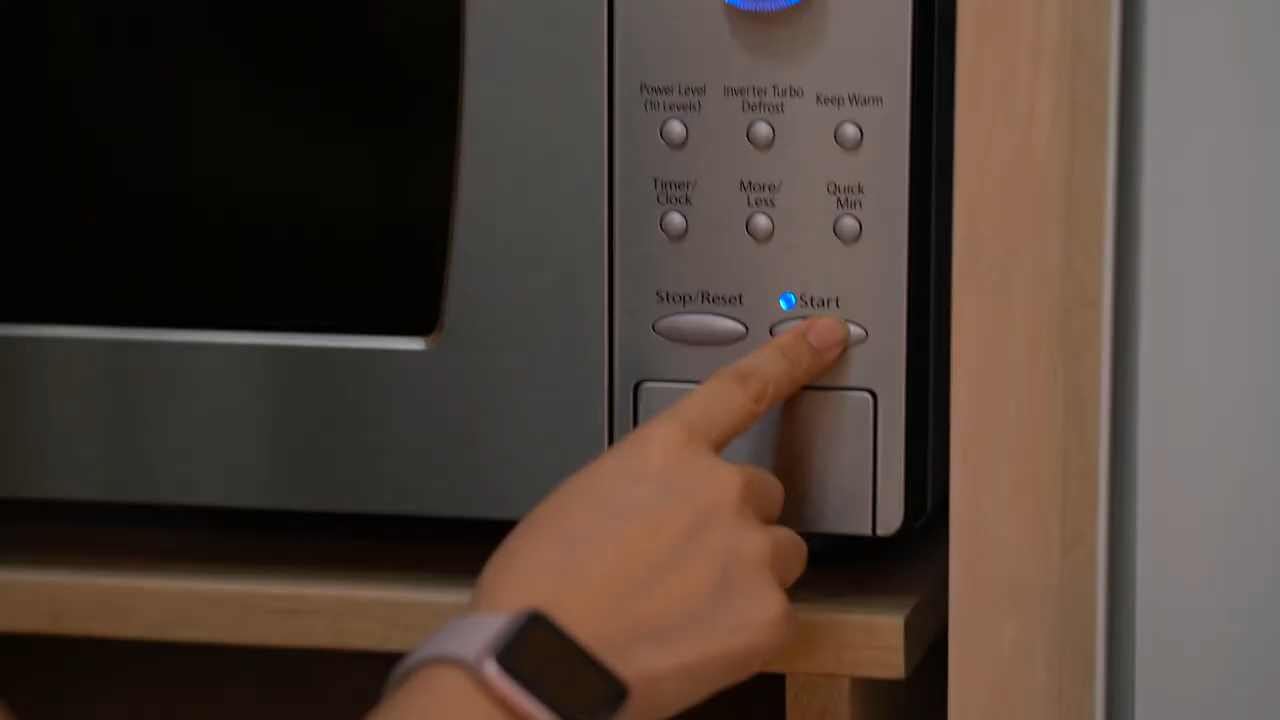 Power Level
(10 Levels)
Inverter Turbo
Defrost
Keep Warm
Timer/
Clock
More/
Less
Quick
Min
Stop/Reset
Start